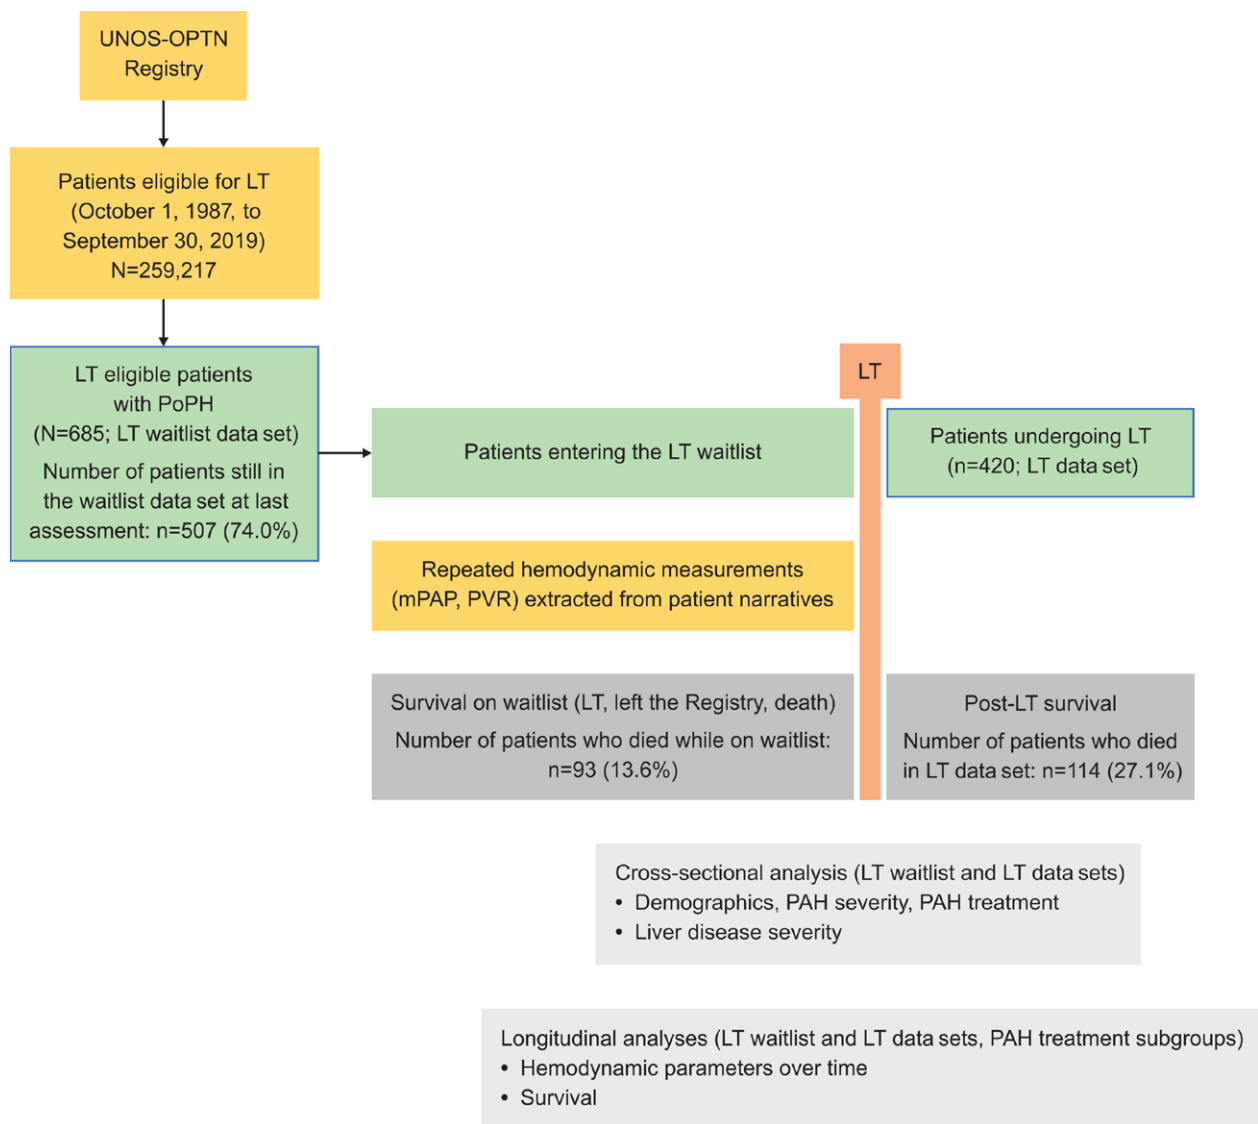 UNOS-OPTN
Registry
Patients eligible for LT
(October 1, 1987, to
September 30, 2019)
N=259,217
LT eligible patients
with PoPH
(N=685; LT waitlist data set)
Number of patients still in
the waitlist data set at last
assessment: n=507 (74.0%)
Patients entering the LT waitlist
LT
Patients undergoing LT
(n=420; LT data set)
Repeated hemodynamic measurements
(mPAP, PVR) extracted from patient narratives
Survival on waitlist (LT, left the Registry, death)
Number of patients who died while on waitlist:
n=93 (13.6%)
Post-LT survival
Number of patients who died
in LT data set: n=114 (27.1%)
Cross-sectional analysis (LT waitlist and LT data sets)
• Demographics, PAH severity, PAH treatment
• Liver disease severity
Longitudinal analyses (LT waitlist and LT data sets, PAH treatment subgroups)
• Hemodynamic parameters over time
• Survival